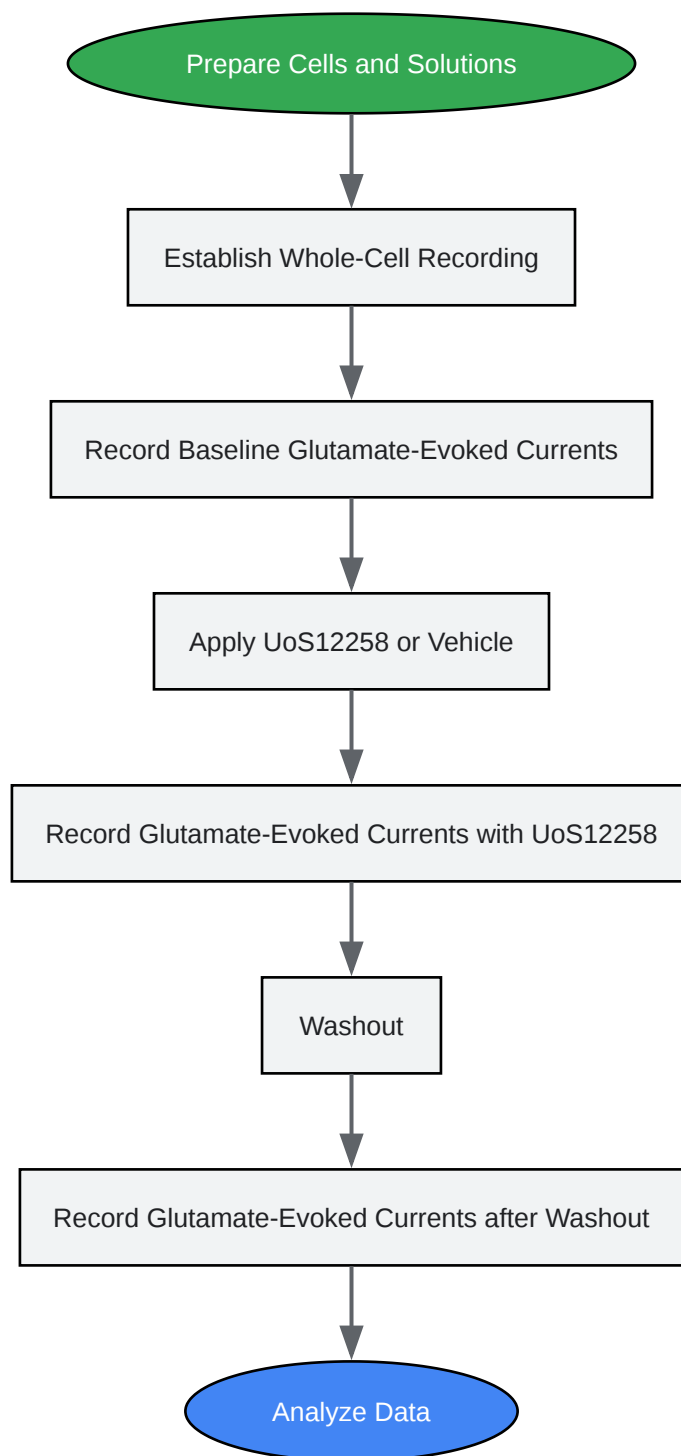 Prepare Cells and Solutions
Establish Whole-Cell Recording
Record Baseline Glutamate-Evoked Currents
Apply UoS12258 or Vehicle
Record Glutamate-Evoked Currents with UoS12258
Washout
Record Glutamate-Evoked Currents after Washout
Analyze Data